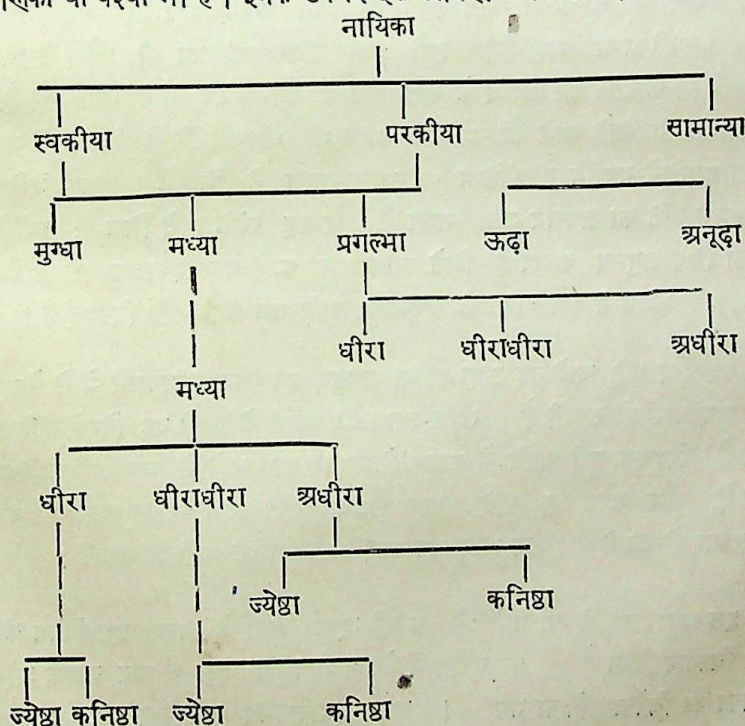 नायिका
स्वकीया परकीया सामान्या
मुग्धा मध्या प्रगल्भा ऊढ़ा अनूढ़ा
धीरा धीराधीरा अधीरा
मध्या
धीरा धीराधीरा अधीरा
ज्येष्ठा कनिष्ठा
ज्येष्ठा कनिष्ठा ज्येष्ठा कनिष्ठा